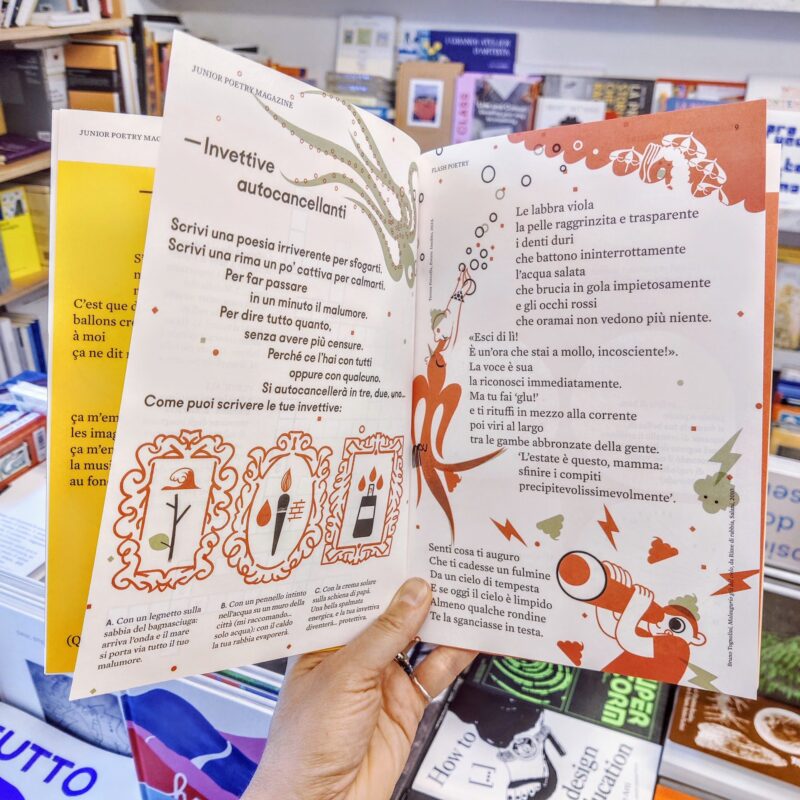 JUNIOR POETRY MAGAZINE
—Invettive
autocancellanti
Scrivi una poesia irriverente per sfogarti.
Scrivi una rima un po' cattiva per calmarti.
Per far passare
in un minuto il malumore.
Per dire tutto quanto,
senza avere più censure.
Perché ce l'hai con tutti
oppure con qualcuno.
Si autocancellerà in tre, due, uno...
Come puoi scrivere le tue invettive:
A. Con un legnetto sulla
sabbia del bagnasciuga:
arriva l'onda e il mare
si porta via tutto il tuo
malumore.
B. Con un pennello intinto
nell'acqua su un muro della
città (mi raccomando...
solo acqua): con il caldo
la tua rabbia evaporerà.
C. Con la crema solare
sulla schiena di papà.
Una bella spalmata
energica, e la tua invettiva
diventerà... protettiva.
9
FLASH POETRY
Le labbra viola
la pelle raggrinzita e trasparente
i denti duri
che battono ininterrottamente
l'acqua salata
che brucia in gola impietosamente
e gli occhi rossi
che oramai non vedono più niente.
«Esci di lì!
È un'ora che stai a mollo, incosciente!».
La voce è sua
la riconosci immediatamente.
Ma tu fai 'glu!'
e ti rituffi in mezzo alla corrente
poi viri al largo
tra le gambe abbronzate della gente.
'L'estate è questo, mamma:
sfinire i compiti
precipitevolissimevolmente'.
Senti cosa ti auguro
Che ti cadesse un fulmine
Da un cielo di tempesta
E se oggi il cielo è limpido
Almeno qualche rondine
Te la sganciasse in testa.
JUNIOR POETRY
C'est que
ballons
à moi
ça ne dit
ça m'em
les imag
ça m'em
la musi
au fon
I GRANDI ATELIER
D'ARTISTA
TUTTO
How to
[...]
design